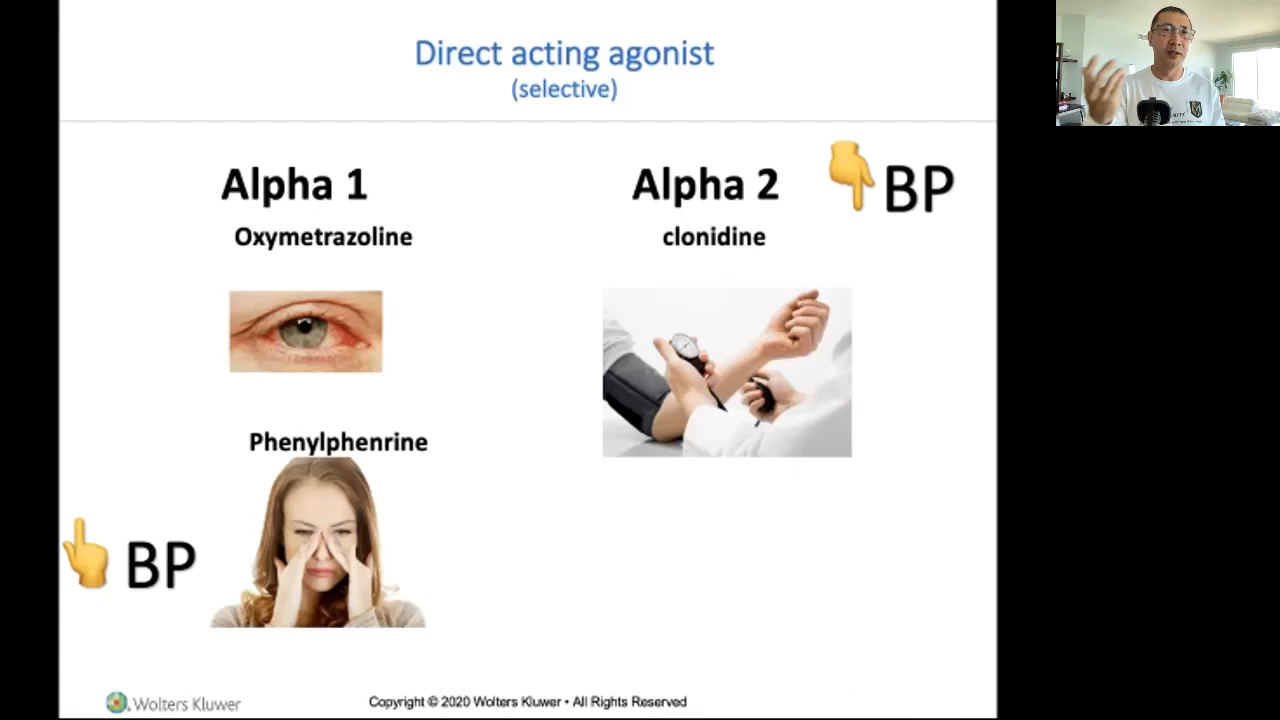 Direct acting agonist
(selective)
Alpha 1
Oxymetrazoline
Phenylphenrine
BP
Alpha 2
BP
clonidine
Wolters Kluwer
Copyright © 2020 Wolters Kluwer • All Rights Reserved